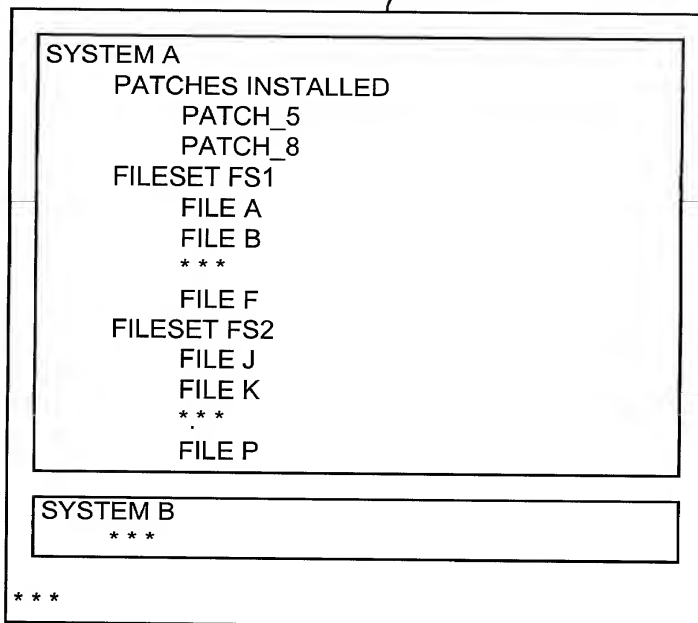 SYSTEM A
PATCHES INSTALLED
PATCH_5
PATCH_8
FILESET FS1
FILE A
FILE B
* * *
FILE F
FILESET FS2
FILE J
FILE K
* * *
FILE P
SYSTEM B
* * *
* * *